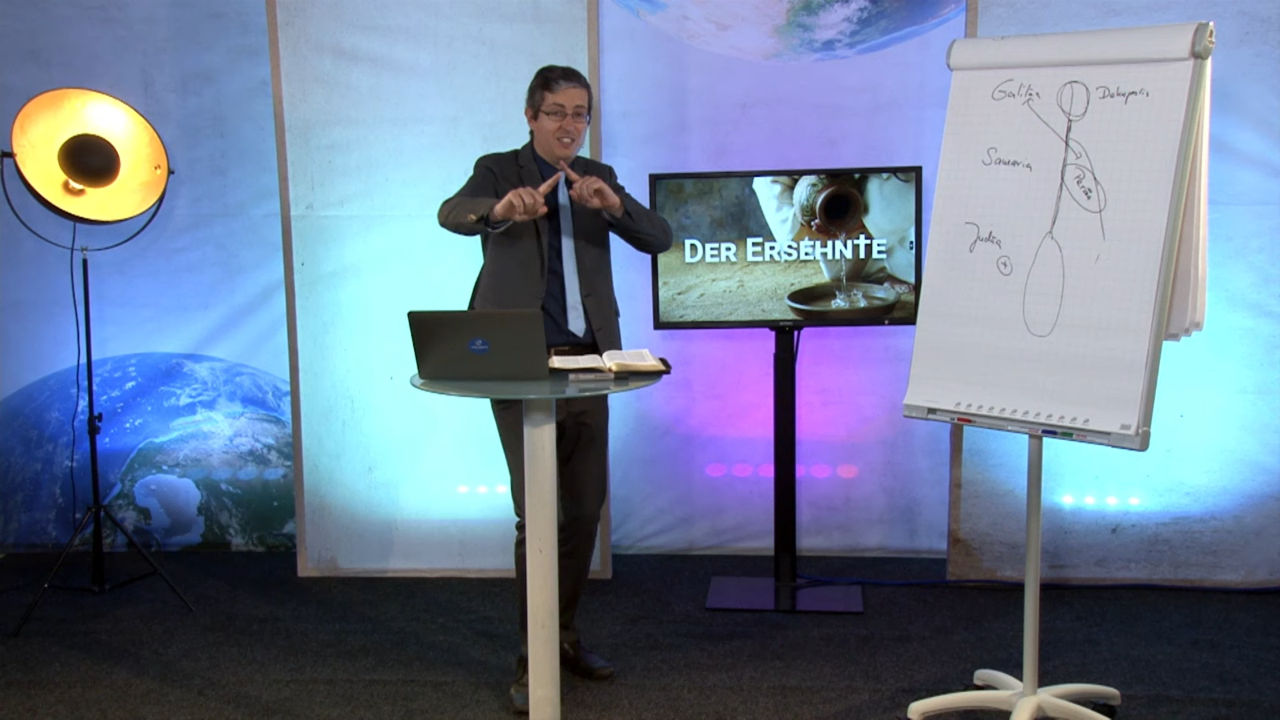 DER ERSEHNTE
Galiläa
Dekapolis
Samaria
Peräa
Judäa